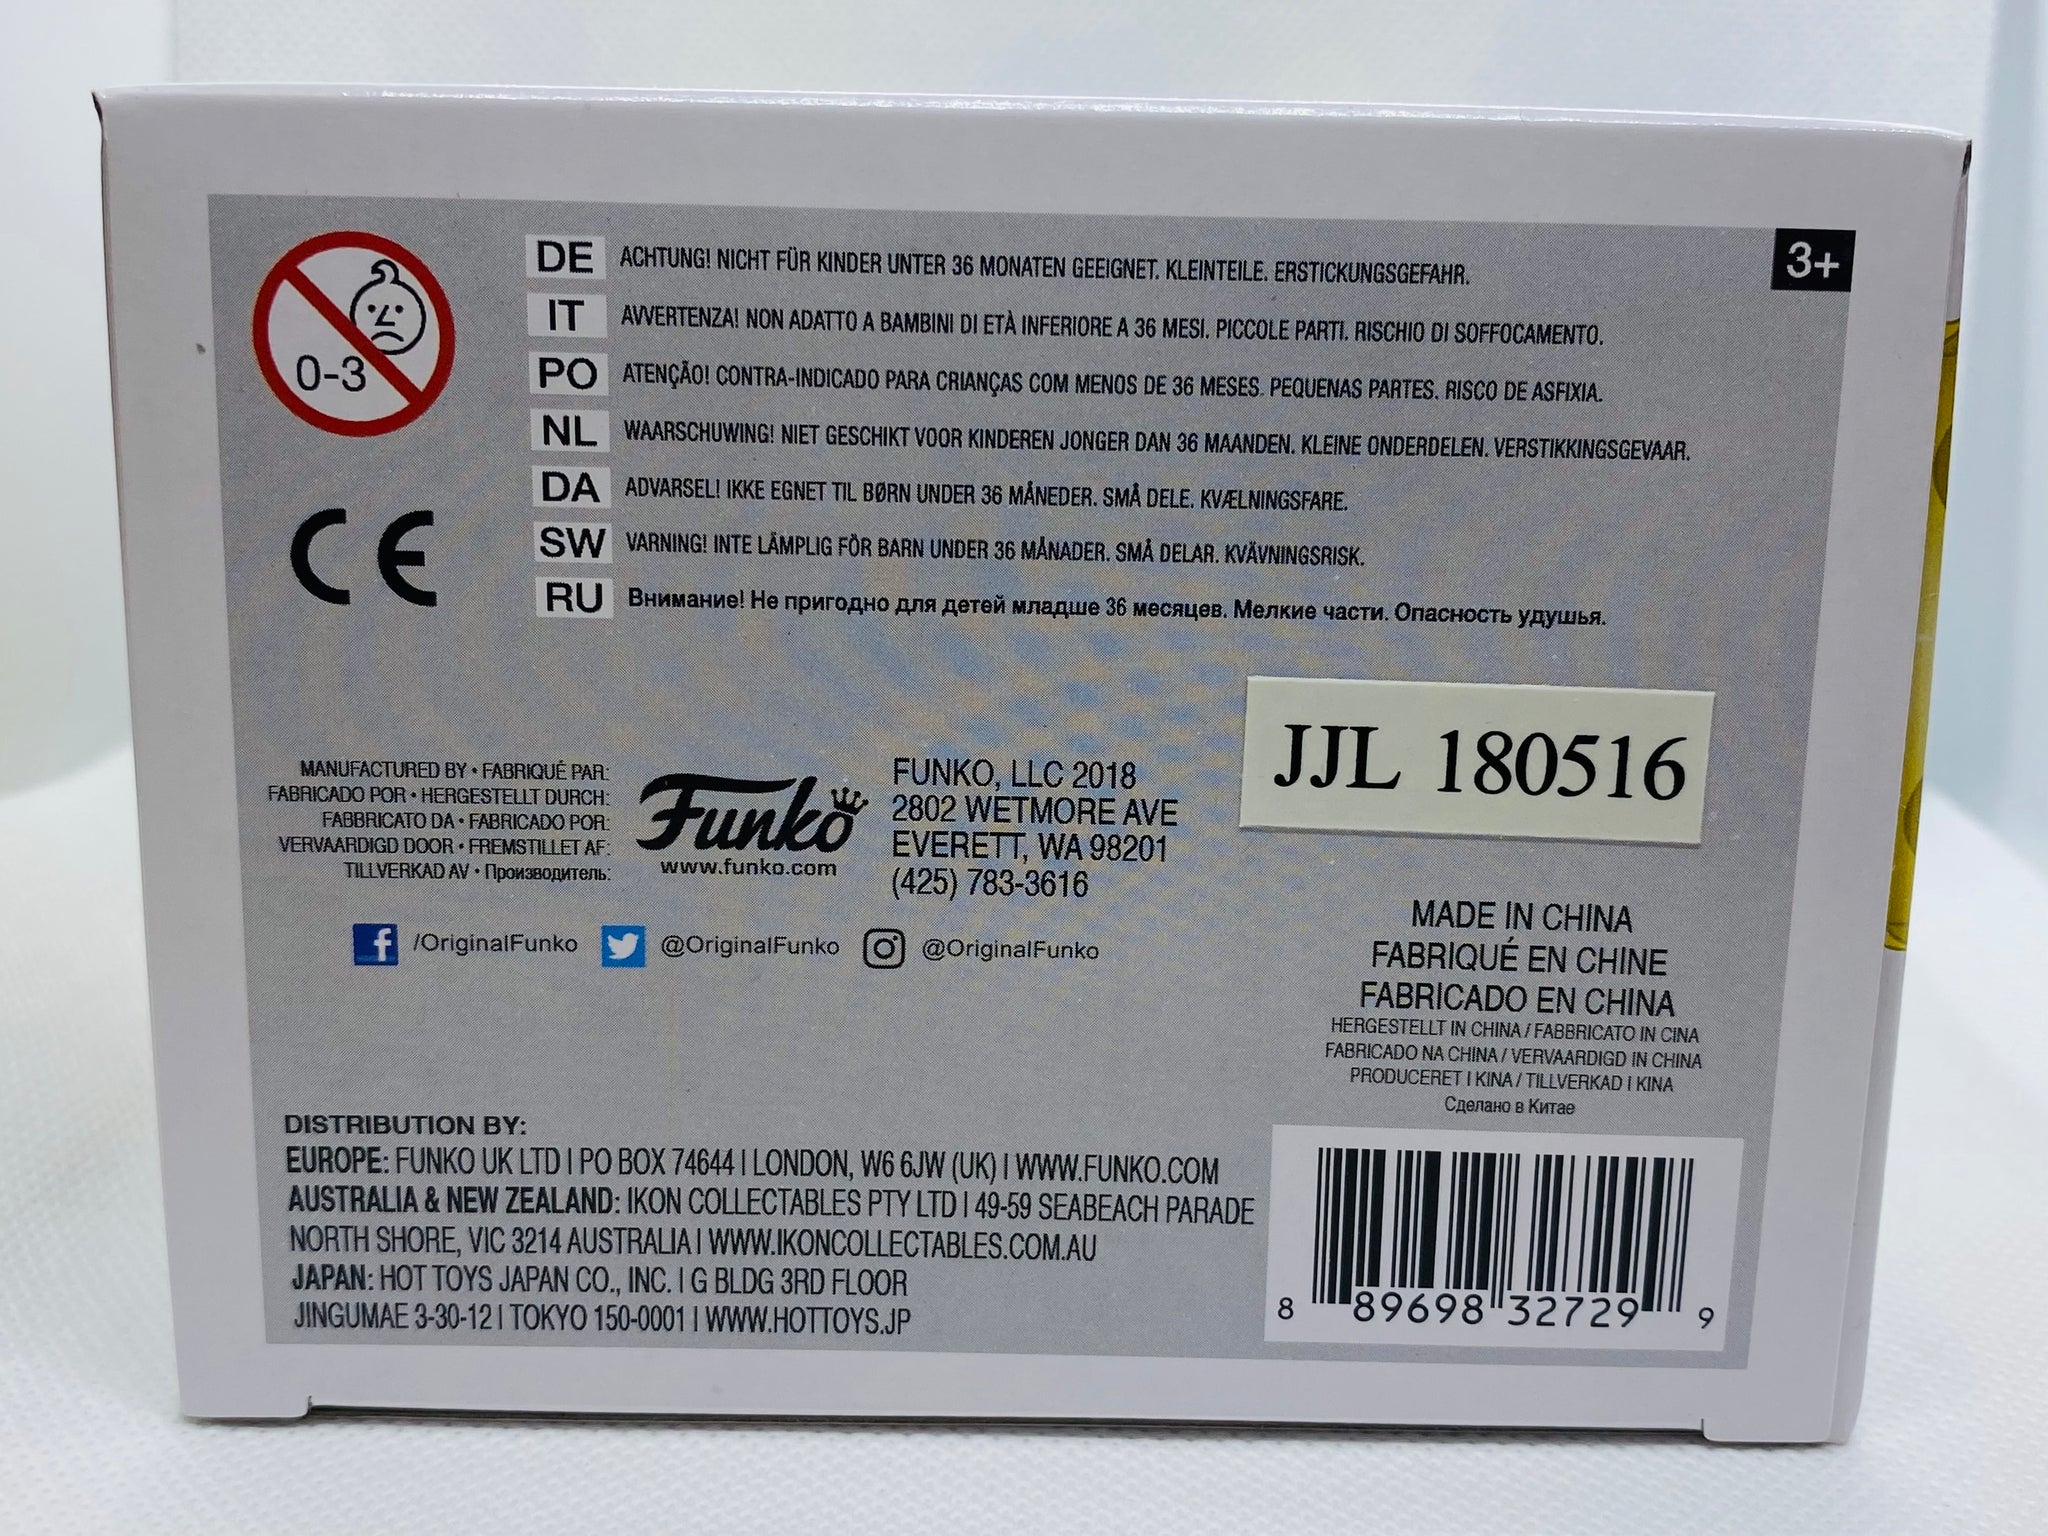 0-3
3+
DE ACHTUNG! NICHT FÜR KINDER UNTER 36 MONATEN GEEIGNET. KLEINTEILE. ERSTICKUNGSGEFAHR.
IT AVVERTENZA! NON ADATTO A BAMBINI DI ETÀ INFERIORE A 36 MESI. PICCOLE PARTI. RISCHIO DI SOFFOCAMENTO.
PO ATENÇÃO! CONTRA-INDICADO PARA CRIANÇAS COM MENOS DE 36 MESES. PEQUENAS PARTES. RISCO DE ASFIXIA.
NL WAARSCHUWING! NIET GESCHIKT VOOR KINDEREN JONGER DAN 36 MAANDEN. KLEINE ONDERDELEN. VERSTIKKINGSGEVAAR.
DA ADVARSEL! IKKE EGNET TIL BØRN UNDER 36 MÅNEDER. SMÅ DELE. KVÆLNINGSFARE.
SW VARNING! INTE LÄMPLIG FÖR BARN UNDER 36 MÅNADER. SMÅ DELAR. KVÄVNINGSRISK.
RU Внимание! Не пригодно для детей младше 36 месяцев. Мелкие части. Опасность удушья.
CE
MANUFACTURED BY • FABRIQUÉ PAR:
FABRICADO POR • HERGESTELLT DURCH:
FABBRICATO DA • FABRICADO POR:
VERVAARDIGD DOOR • FREMSTILLET AF:
TILLVERKAD AV • Производитель:
Funko
www.funko.com
FUNKO, LLC 2018
2802 WETMORE AVE
EVERETT, WA 98201
(425) 783-3616
JJL 180516
f /OriginalFunko @OriginalFunko @OriginalFunko
MADE IN CHINA
FABRIQUÉ EN CHINE
FABRICADO EN CHINA
HERGESTELLT IN CHINA / FABBRICATO IN CINA
FABRICADO NA CHINA / VERVAARDIGD IN CHINA
PRODUCERET I KINA / TILLVERKAD I KINA
Сделано в Китае
DISTRIBUTION BY:
EUROPE: FUNKO UK LTD | PO BOX 74644 | LONDON, W6 6JW (UK) | WWW.FUNKO.COM
AUSTRALIA & NEW ZEALAND: IKON COLLECTABLES PTY LTD | 49-59 SEABEACH PARADE
NORTH SHORE, VIC 3214 AUSTRALIA | WWW.IKONCOLLECTABLES.COM.AU
JAPAN: HOT TOYS JAPAN CO., INC. | G BLDG 3RD FLOOR
JINGUMAE 3-30-12 | TOKYO 150-0001 | WWW.HOTTOYS.JP
8 89698 32729 9